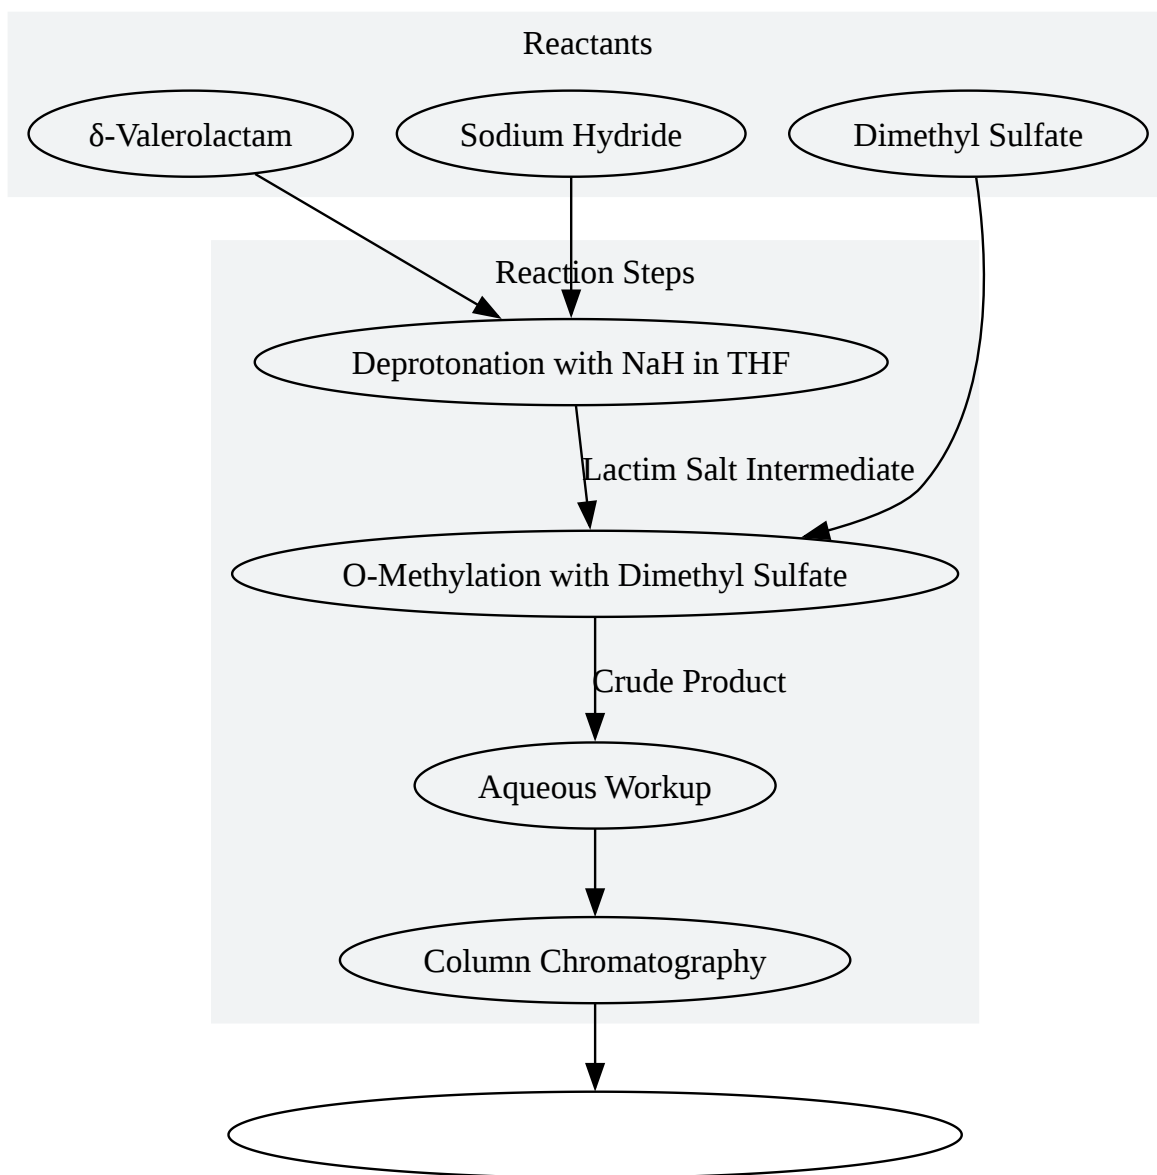 Reactants
δ-Valerolactam
Sodium Hydride
Dimethyl Sulfate
Reaction Steps
Deprotonation with NaH in THF
Lactim Salt Intermediate
O-Methylation with Dimethyl Sulfate
Crude Product
Aqueous Workup
Column Chromatography